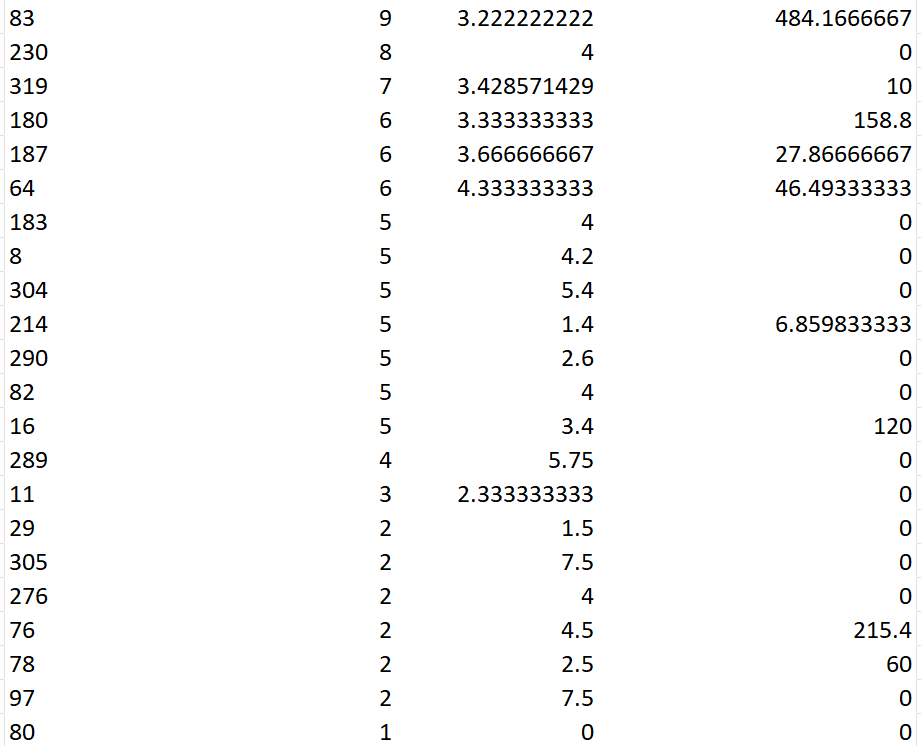 83 9 3.222222222 484.1666667
230 8 4 0
319 7 3.428571429 10
180 6 3.333333333 158.8
187 6 3.666666667 27.86666667
64 6 4.333333333 46.49333333
183 5 4 0
8 5 4.2 0
304 5 5.4 0
214 5 1.4 6.859833333
290 5 2.6 0
82 5 4 0
16 5 3.4 120
289 4 5.75 0
11 3 2.333333333 0
29 2 1.5 0
305 2 7.5 0
276 2 4 0
76 2 4.5 215.4
78 2 2.5 60
97 2 7.5 0
80 1 0 0